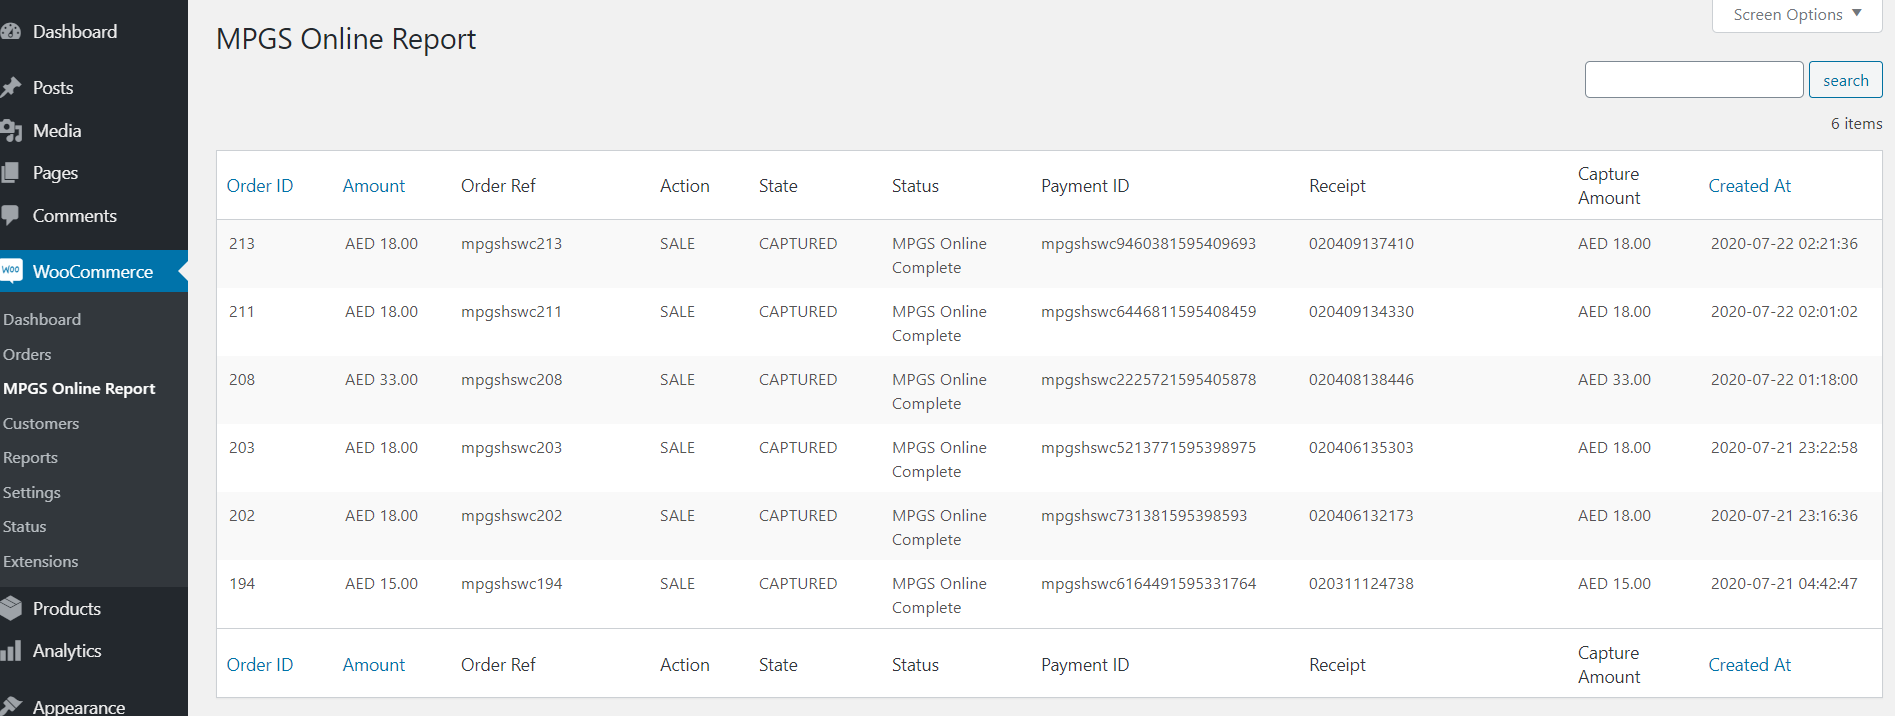 Dashboard
Posts
Media
Pages
Comments
Woo WooCommerce
Dashboard
Orders
MPGS Online Report
Customers
Reports
Settings
Status
Extensions
Products
Analytics
Appearance
MPGS Online Report
Screen Options
search
6 items
Order ID Amount Order Ref Action State Status Payment ID Receipt Capture Amount Created At
213 AED 18.00 mpgshswc213 SALE CAPTURED MPGS Online Complete mpgshswc9460381595409693 020409137410 AED 18.00 2020-07-22 02:21:36
211 AED 18.00 mpgshswc211 SALE CAPTURED MPGS Online Complete mpgshswc6446811595408459 020409134330 AED 18.00 2020-07-22 02:01:02
208 AED 33.00 mpgshswc208 SALE CAPTURED MPGS Online Complete mpgshswc2225721595405878 020408138446 AED 33.00 2020-07-22 01:18:00
203 AED 18.00 mpgshswc203 SALE CAPTURED MPGS Online Complete mpgshswc5213771595398975 020406135303 AED 18.00 2020-07-21 23:22:58
202 AED 18.00 mpgshswc202 SALE CAPTURED MPGS Online Complete mpgshswc731381595398593 020406132173 AED 18.00 2020-07-21 23:16:36
194 AED 15.00 mpgshswc194 SALE CAPTURED MPGS Online Complete mpgshswc6164491595331764 020311124738 AED 15.00 2020-07-21 04:42:47
Order ID Amount Order Ref Action State Status Payment ID Receipt Capture Amount Created At